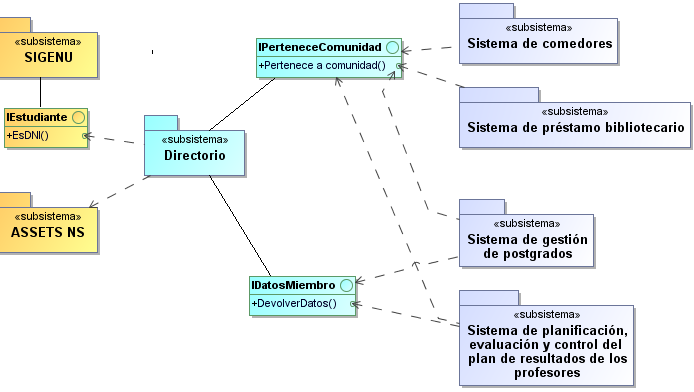 «subsistema»
SIGENU
IEstudiante
+EsDNI()
«subsistema»
ASSETS NS
«subsistema»
Directorio
IPerteneceComunidad
+Pertenece a comunidad()
IDatosMiembro
+DevolverDatos()
«subsistema»
Sistema de comedores
«subsistema»
Sistema de préstamo bibliotecario
«subsistema»
Sistema de gestión
de postgrados
«subsistema»
Sistema de planificación,
evaluación y control del
plan de resultados de los
profesores